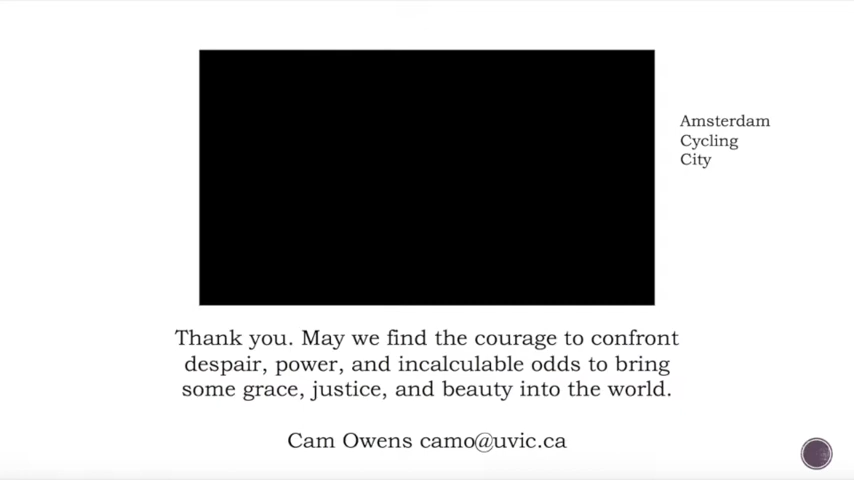 Amsterdam
Cycling
City
Thank you. May we find the courage to confront
despair, power, and incalculable odds to bring
some grace, justice, and beauty into the world.
Cam Owens camo@uvic.ca